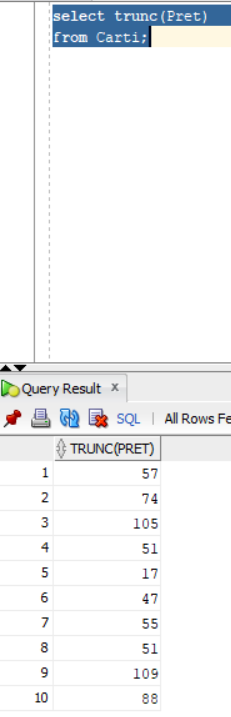 select trunc(Pret)
from Carti;
Query Result x
SQL | All Rows Fe
TRUNC(PRET)
1 57
2 74
3 105
4 51
5 17
6 47
7 55
8 51
9 109
10 88